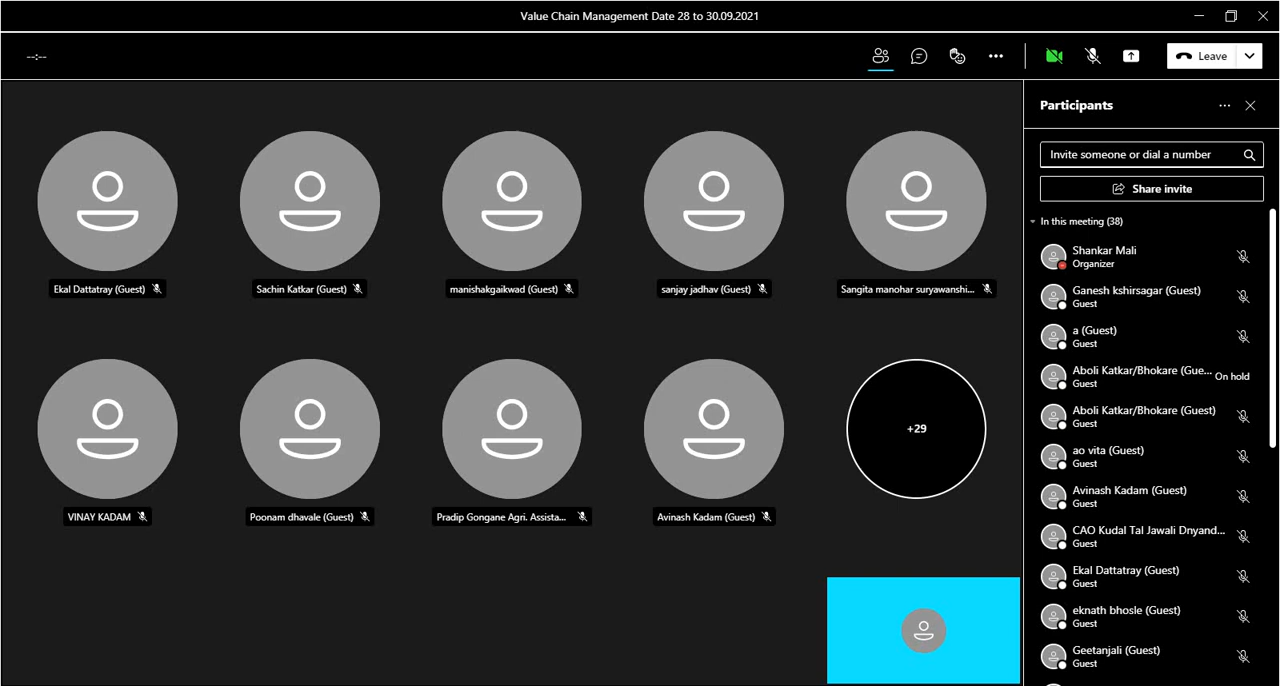 Value Chain Management Date 28 to 30.09.2021
--:--
Leave
Ekal Dattatray (Guest)
Sachin Katkar (Guest)
manishakgaikwad (Guest)
sanjay jadhav (Guest)
Sangita manohar suryawanshi...
VINAY KADAM
Poonam dhavale (Guest)
Pradip Gongane Agri. Assista...
Avinash Kadam (Guest)
+29
Participants
Invite someone or dial a number
Share invite
In this meeting (38)
Shankar Mali
Organizer
Ganesh kshirsagar (Guest)
Guest
a (Guest)
Guest
Aboli Katkar/Bhokare (Gue...
On hold
Guest
Aboli Katkar/Bhokare (Guest)
Guest
ao vita (Guest)
Guest
Avinash Kadam (Guest)
Guest
CAO Kudal Tal Jawali Dnyand...
Guest
Ekal Dattatray (Guest)
Guest
eknath bhosle (Guest)
Guest
Geetanjali (Guest)
Guest